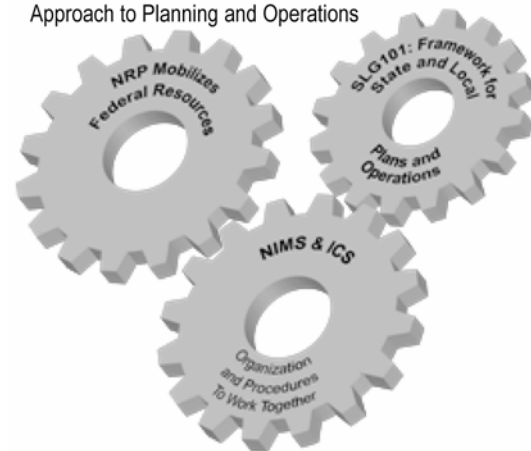 Approach to Planning and Operations
NRP Mobilizes
Federal Resources
SLG101: Framework for
State and Local
Plans and
Operations
NIMS & ICS
Organization
and Procedures
To Work Together